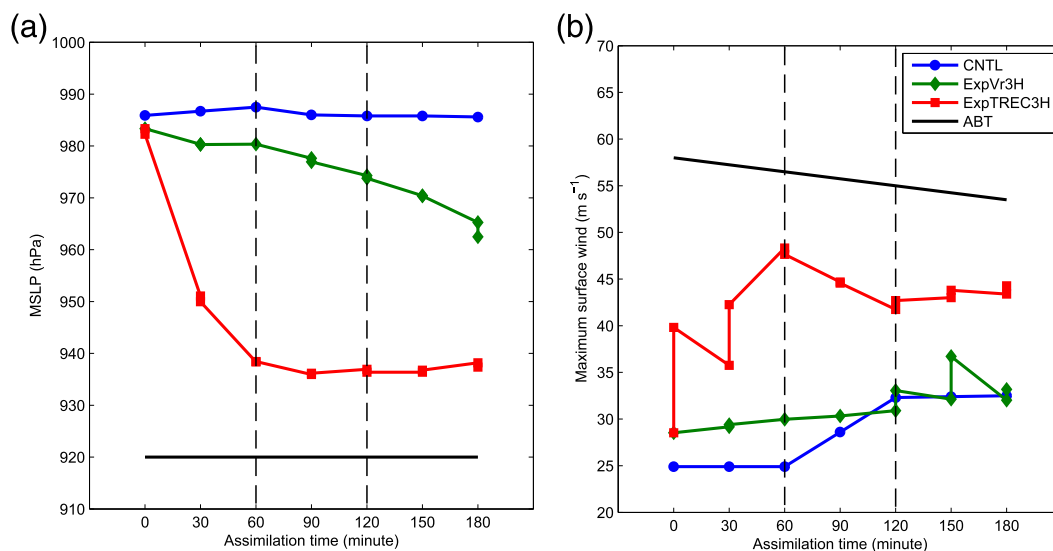 (a)
1000
990
980
970
960
950
940
930
920
910
MSLP (hPa)
0 30 60 90 120 150 180
Assimilation time (minute)
(b)
70
65
60
55
50
45
40
35
30
25
20
Maximum surface wind (m s⁻¹)
CNTL
ExpVr3H
ExpTREC3H
ABT
0 30 60 90 120 150 180
Assimilation time (minute)